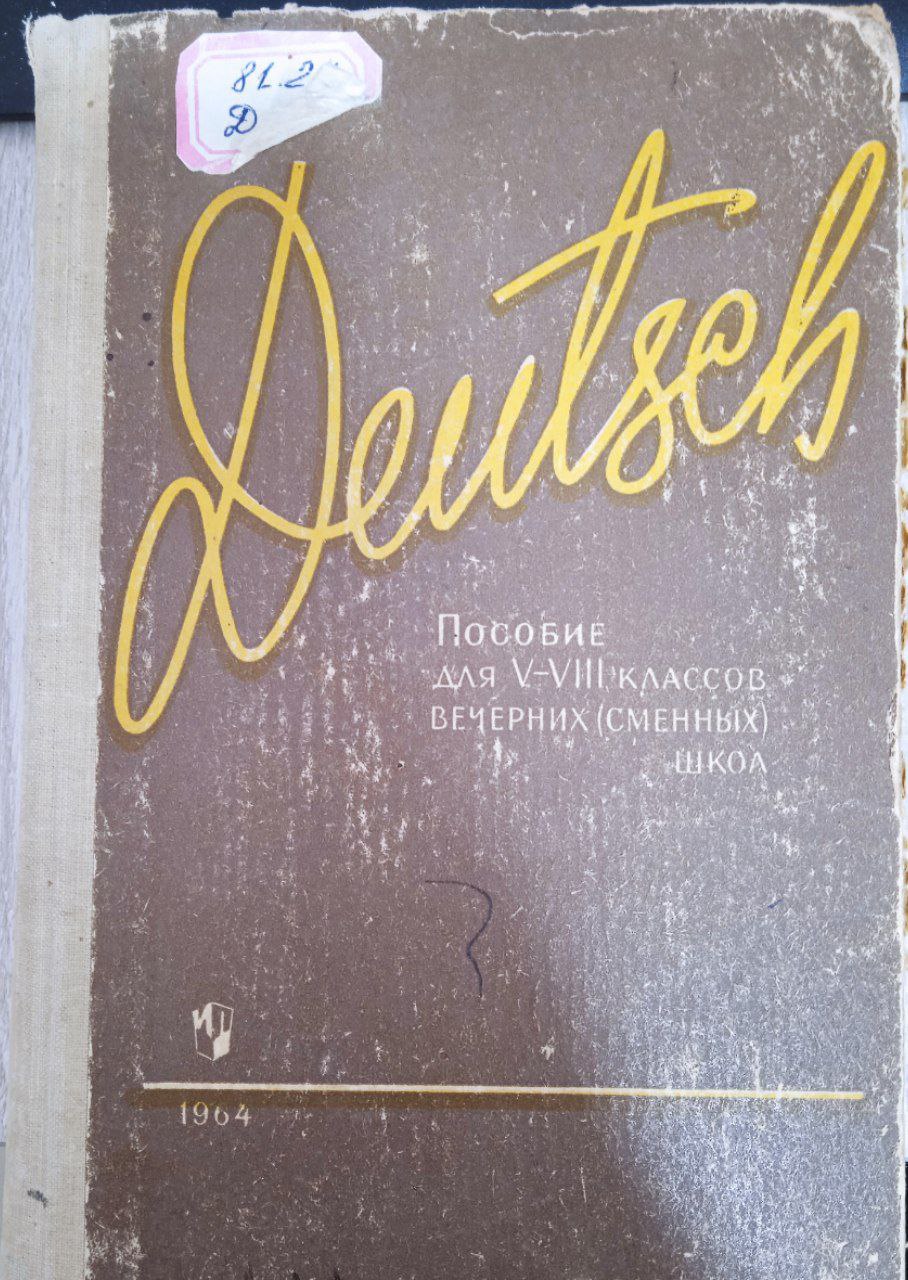 81.2
Д
Deutsch
Пособие
для V–VIII классов
вечерних (сменных)
школ
1964